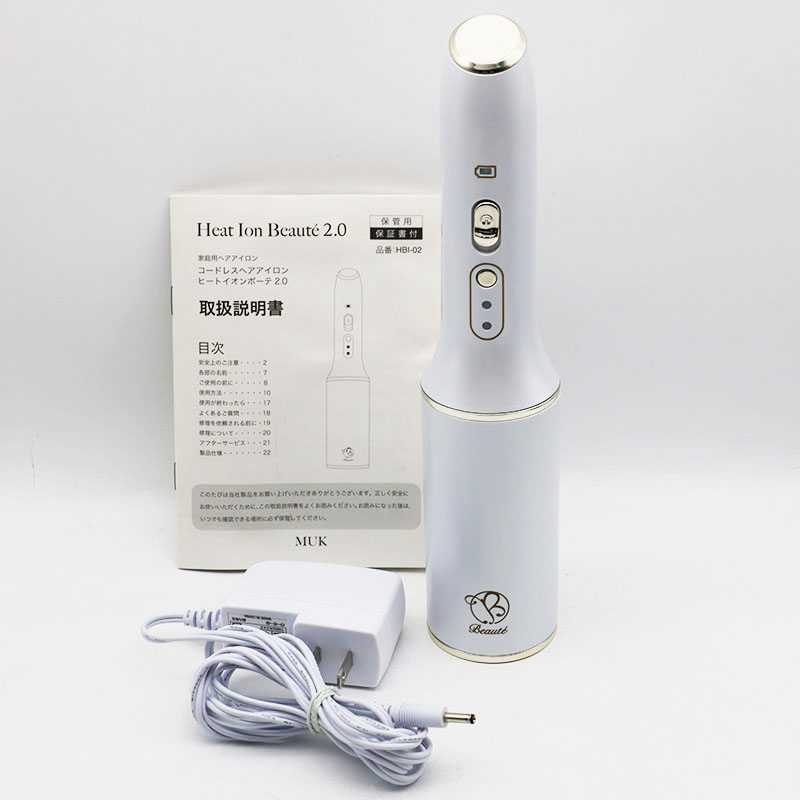 Heat Ion Beauté 2.0
保管用
保証書付
品番:HBI-02
家庭用ヘアアイロン
コードレスヘアアイロン
ヒートイオンボーテ 2.0
取扱説明書
目次
安全上のご注意・・・・2
各部の名前・・・・・・7
ご使用の前に・・・・・8
使用方法・・・・・・・10
使用が終わったら・・・17
よくあるご質問・・・・18
修理を依頼される前に・19
修理について・・・・・20
アフターサービス・・・21
製品仕様・・・・・・・22
このたびは当社製品をお買い上げいただきありがとうございます。正しく安全に
お使いいただくために、この取扱説明書をよくお読みください。お読みになった後は、
いつでも確認できる場所に必ず保管してください。
MUK
Beauté